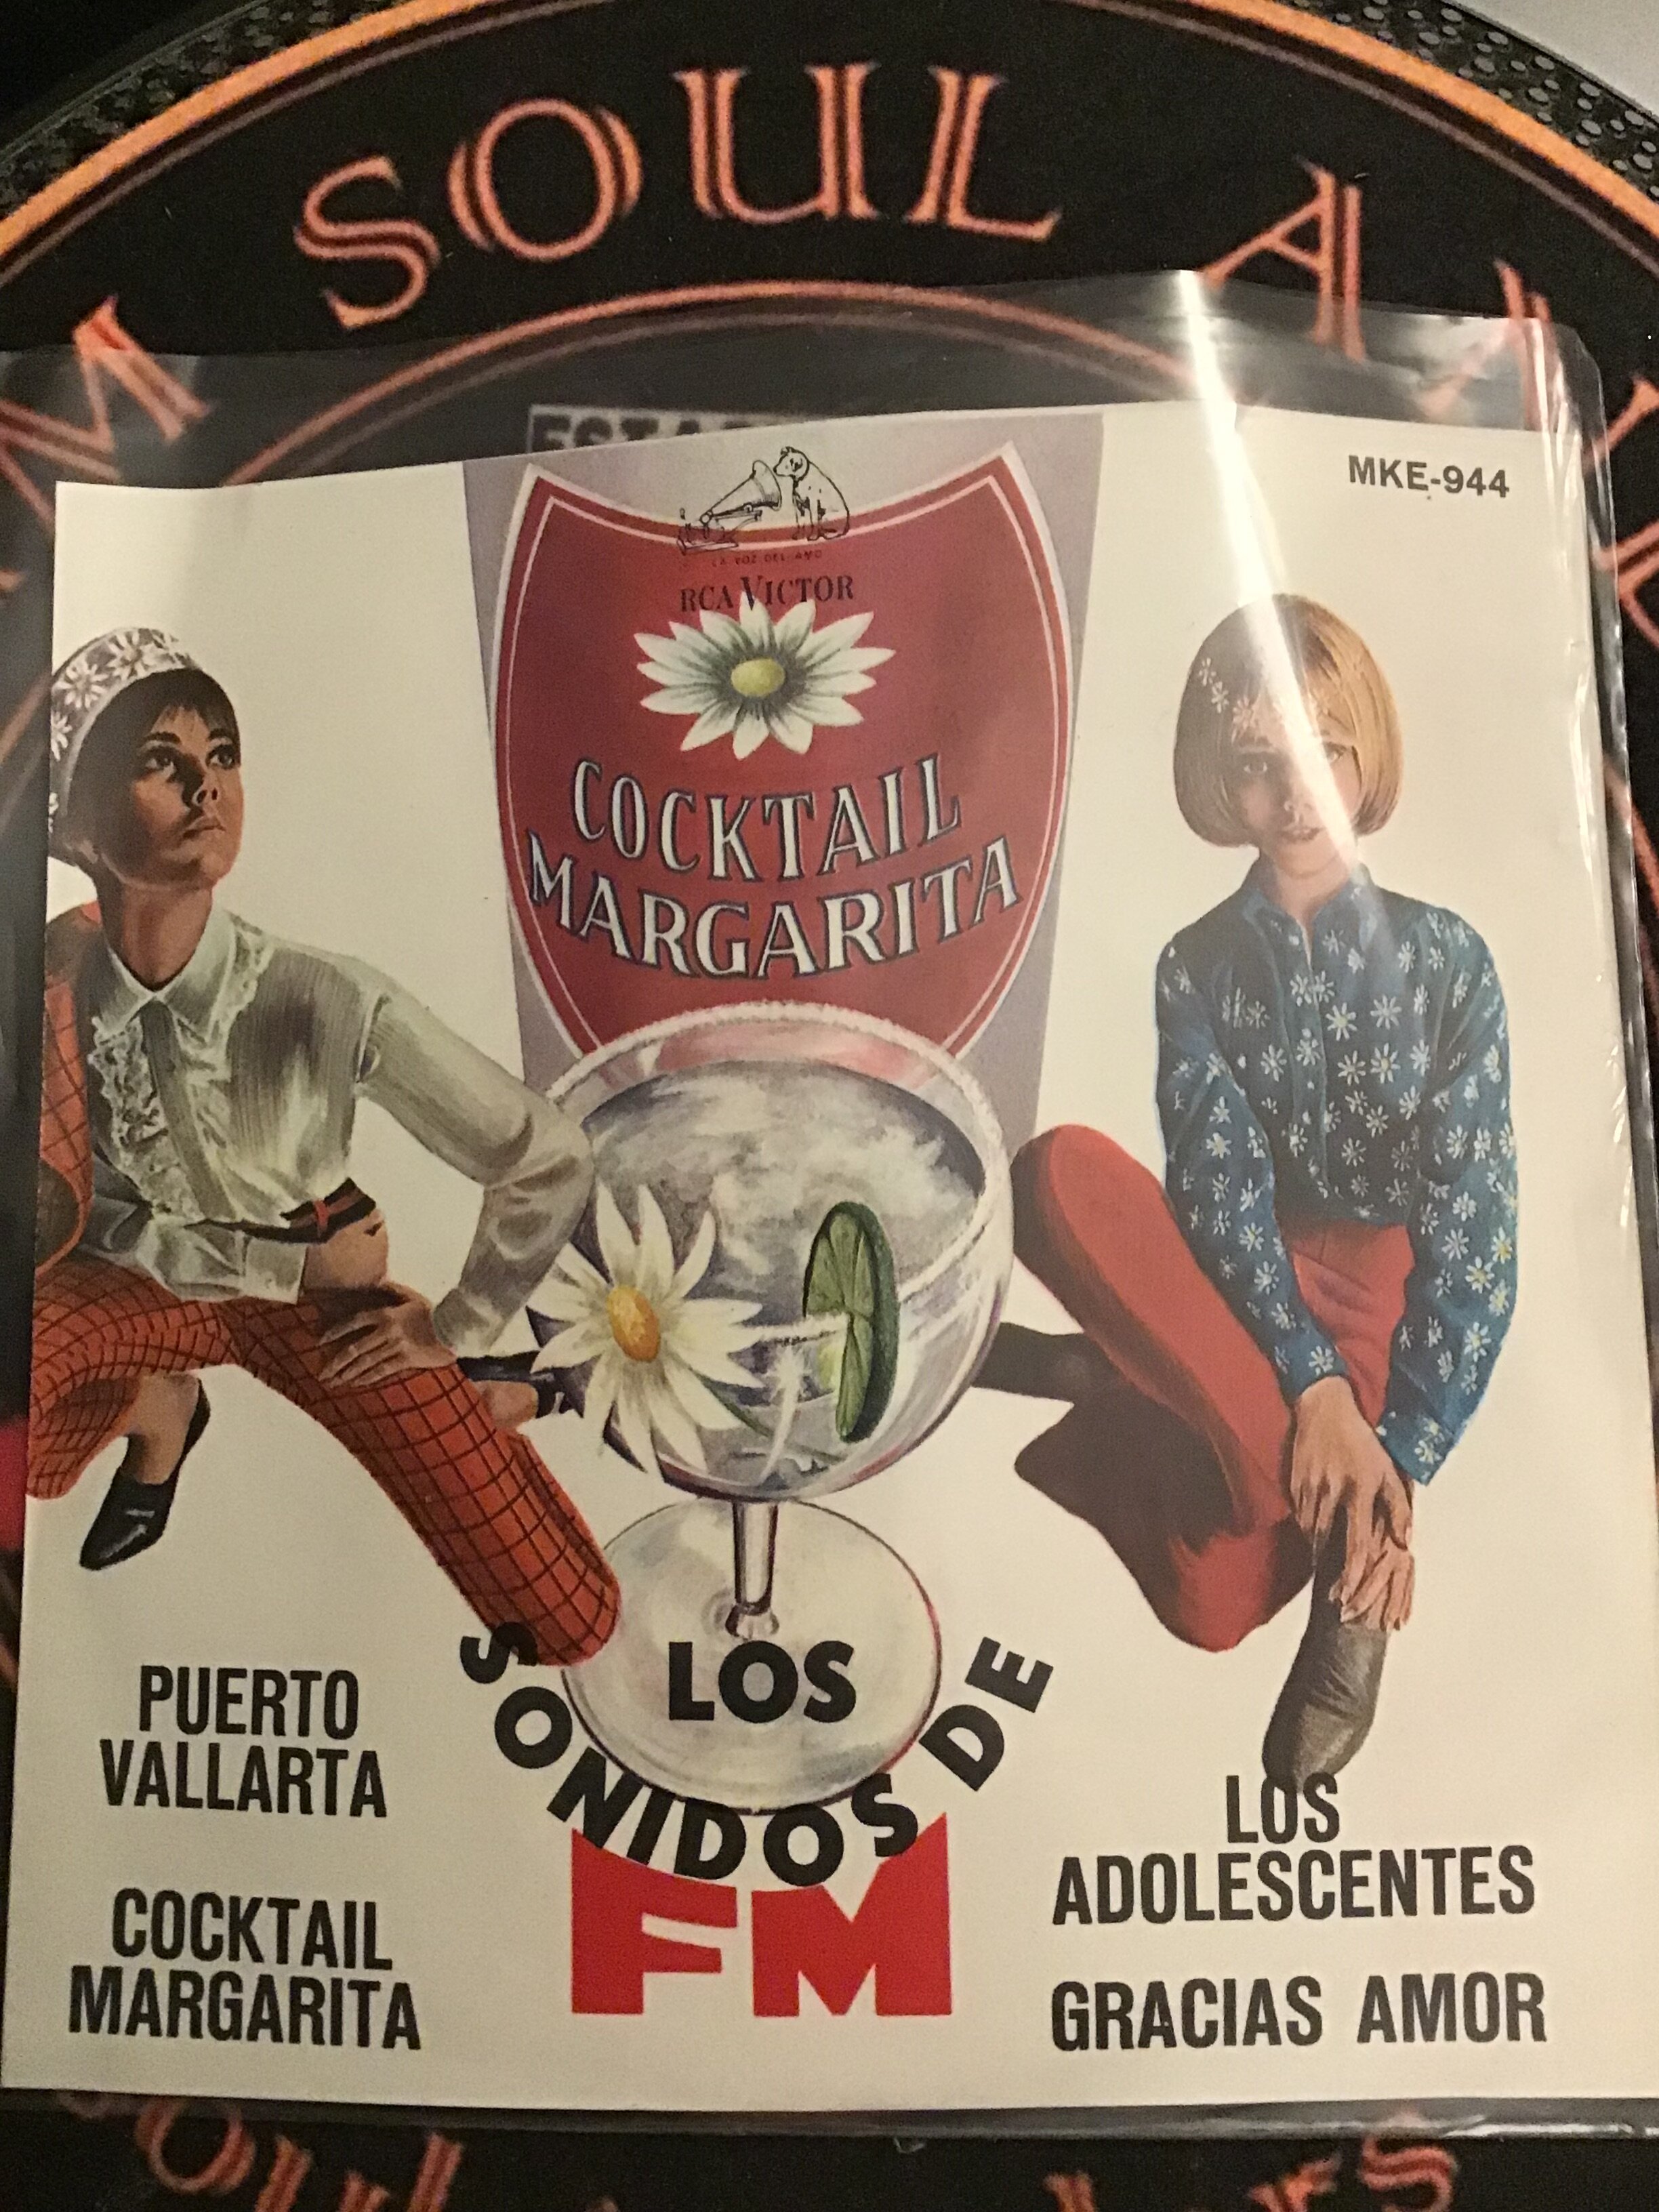 SOUL
MKE-944
LA VOZ DEL AMO
RCA VICTOR
COCKTAIL
MARGARITA
LOS
SONIDOS DE
FM
PUERTO
VALLARTA
COCKTAIL
MARGARITA
LOS
ADOLESCENTES
GRACIAS AMOR